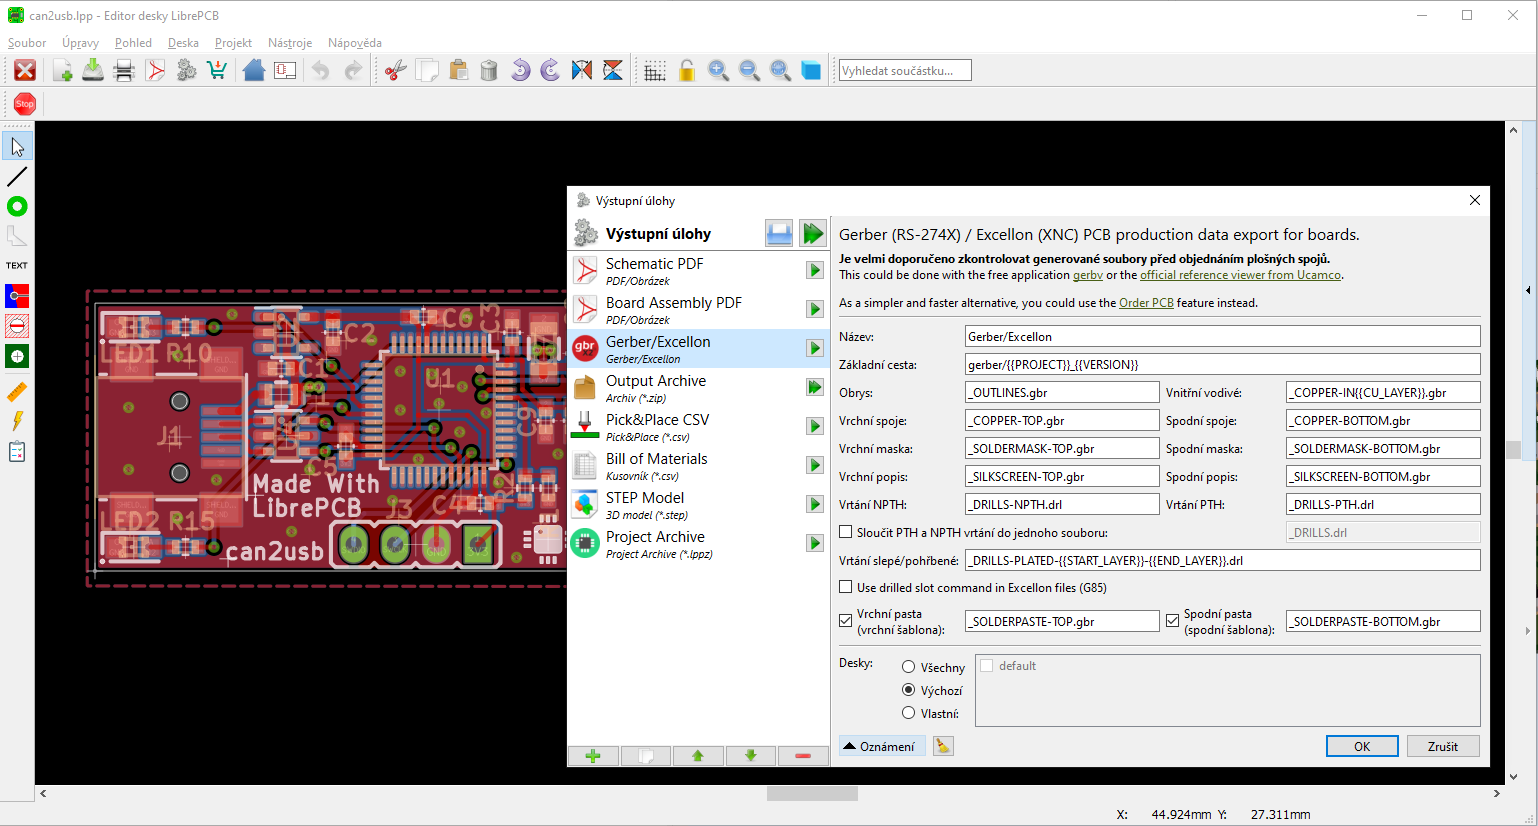 can2usb.lpp - Editor desky LibrePCB
Soubor Úpravy Pohled Deska Projekt Nástroje Nápověda
Vyhledat součástku...
Stop
TEXT
LED1 R10
C2
C6
C3
C1
U1
C9
J1
C5
Made With
LibrePCB
J3
C4
LED2 R15
can2usb
GND
3V3
Výstupní úlohy
Výstupní úlohy
Schematic PDF
PDF/Obrázek
Board Assembly PDF
PDF/Obrázek
gbr
Gerber/Excellon
Gerber/Excellon
Output Archive
Archiv (*.zip)
Pick&Place CSV
Pick&Place (*.csv)
Bill of Materials
Kusovník (*.csv)
STEP Model
3D model (*.step)
Project Archive
Project Archive (*.lppz)
Gerber (RS-274X) / Excellon (XNC) PCB production data export for boards.
Je velmi doporučeno zkontrolovat generované soubory před objednáním plošných spojů.
This could be done with the free application gerbv or the official reference viewer from Ucamco.
As a simpler and faster alternative, you could use the Order PCB feature instead.
Název: Gerber/Excellon
Základní cesta: gerber/{{PROJECT}}_{{VERSION}}
Obrys: _OUTLINES.gbr Vnitřní vodivé: _COPPER-IN{{CU_LAYER}}.gbr
Vrchní spoje: _COPPER-TOP.gbr Spodní spoje: _COPPER-BOTTOM.gbr
Vrchní maska: _SOLDERMASK-TOP.gbr Spodní maska: _SOLDERMASK-BOTTOM.gbr
Vrchní popis: _SILKSCREEN-TOP.gbr Spodní popis: _SILKSCREEN-BOTTOM.gbr
Vrtání NPTH: _DRILLS-NPTH.drl Vrtání PTH: _DRILLS-PTH.drl
Sloučit PTH a NPTH vrtání do jednoho souboru: _DRILLS.drl
Vrtání slepé/pohřbené: _DRILLS-PLATED-{{START_LAYER}}-{{END_LAYER}}.drl
Use drilled slot command in Excellon files (G85)
Vrchní pasta
(vrchní šablona): _SOLDERPASTE-TOP.gbr
Spodní pasta
(spodní šablona): _SOLDERPASTE-BOTTOM.gbr
Desky:
Všechny
Výchozí
Vlastní:
default
Oznámení
OK Zrušit
X: 44.924mm Y: 27.311mm